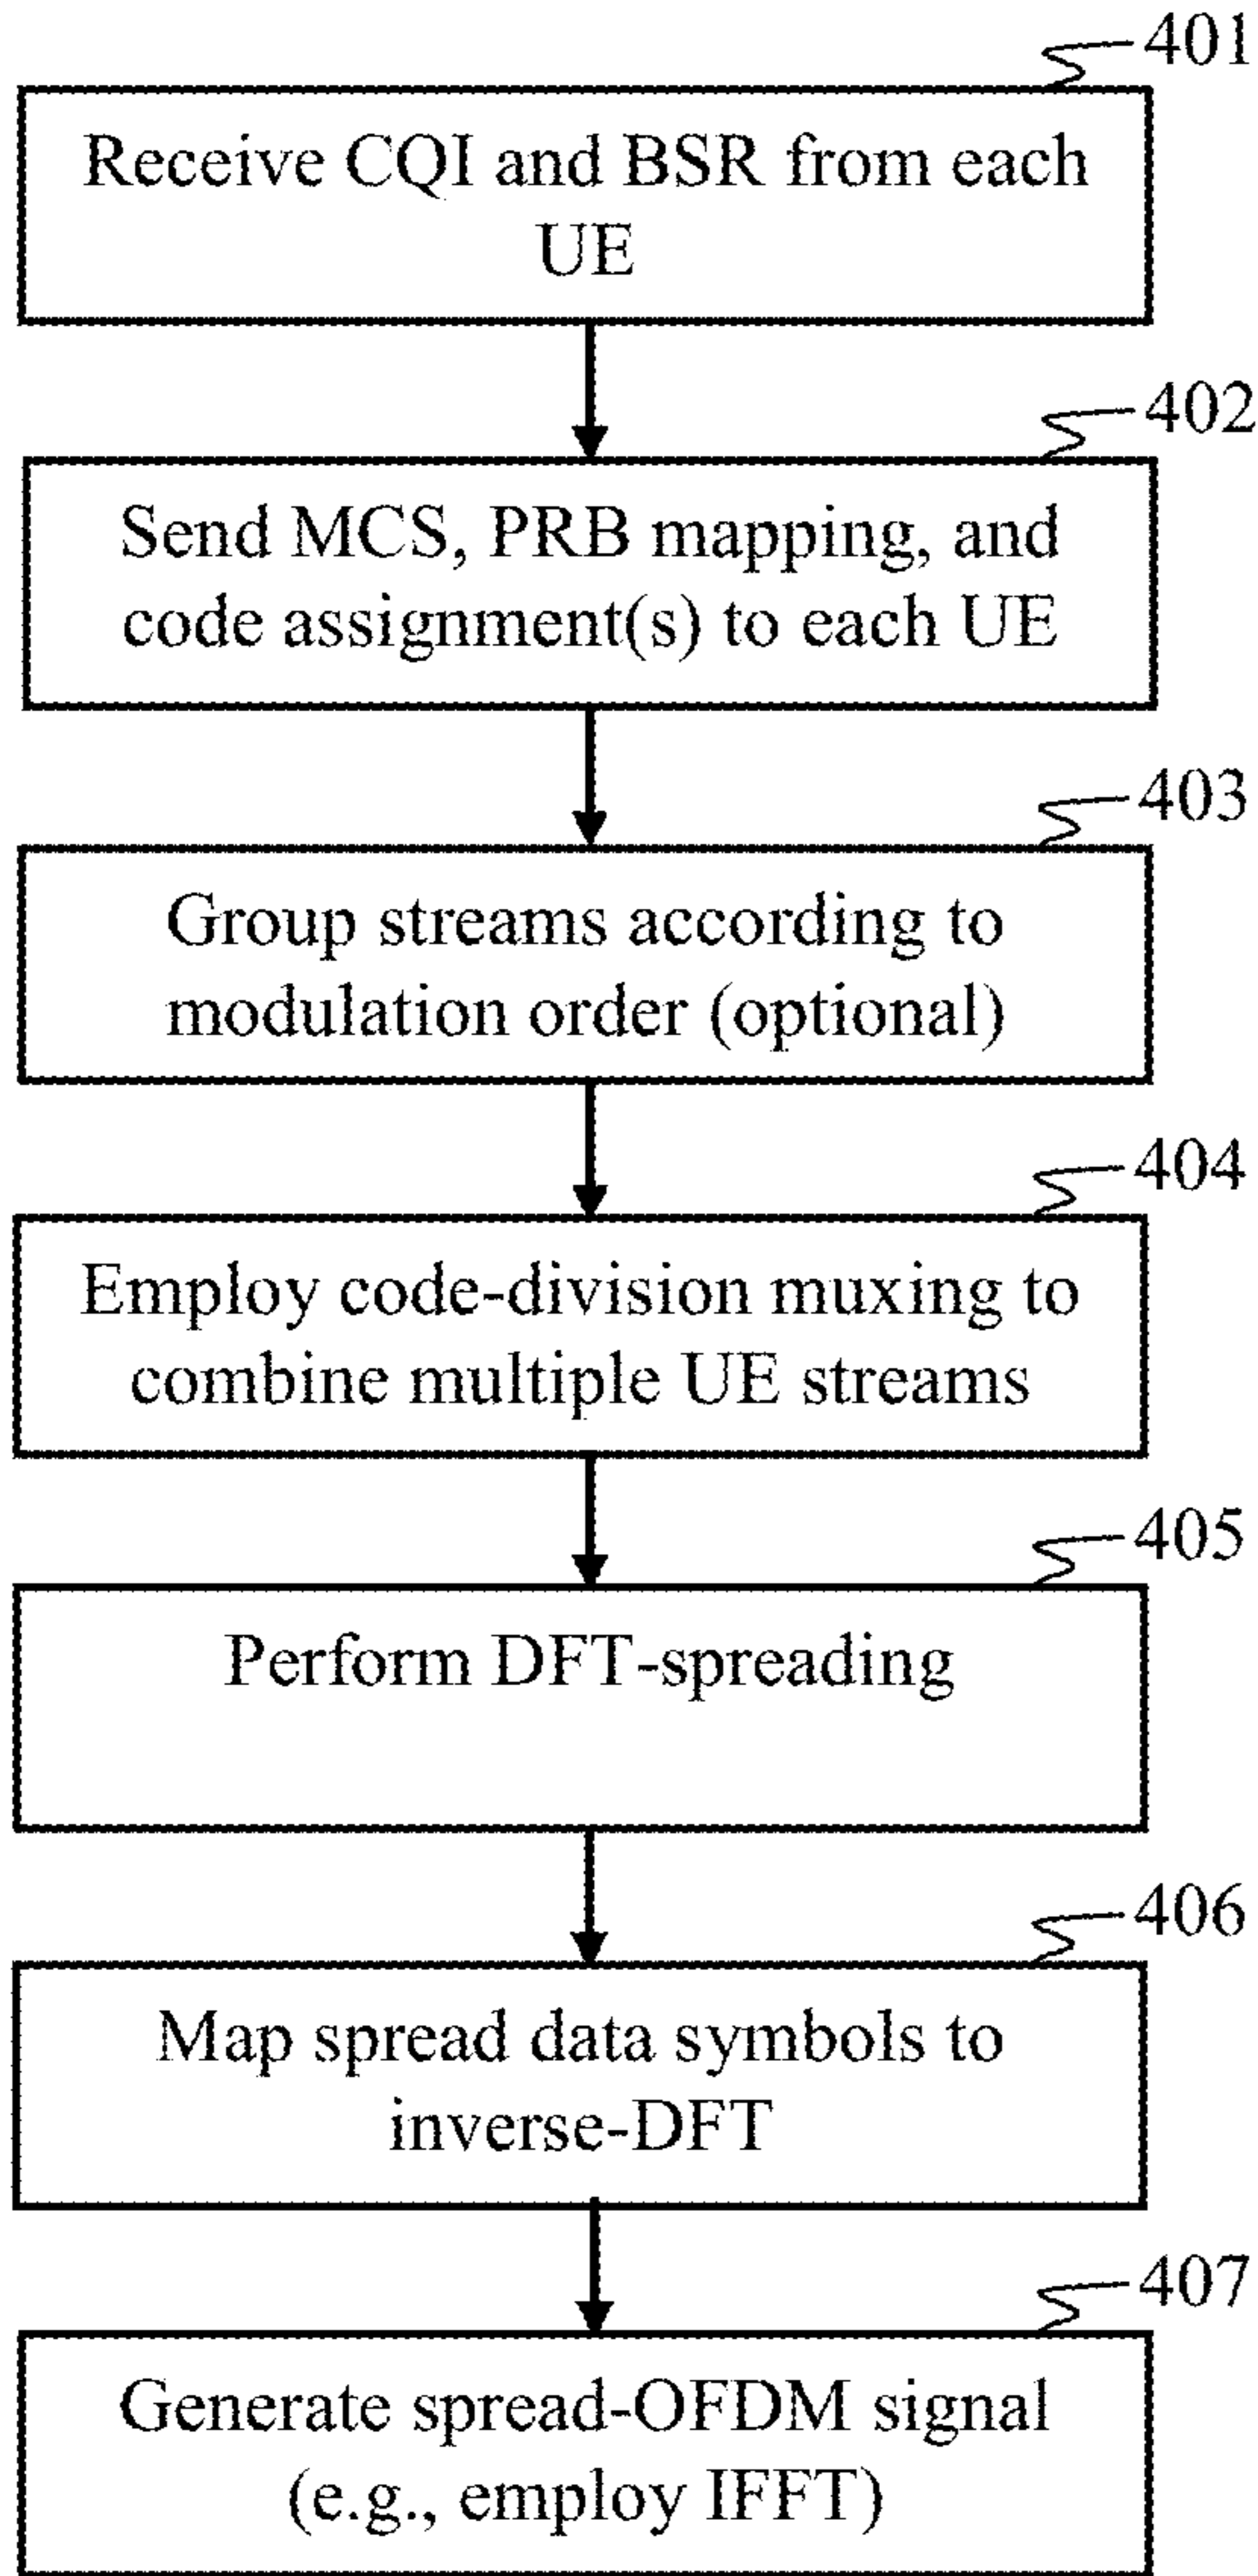 401
Receive CQI and BSR from each
UE
402
Send MCS, PRB mapping, and
code assignment(s) to each UE
403
Group streams according to
modulation order (optional)
404
Employ code-division muxing to
combine multiple UE streams
405
Perform DFT-spreading
406
Map spread data symbols to
inverse-DFT
407
Generate spread-OFDM signal
(e.g., employ IFFT)